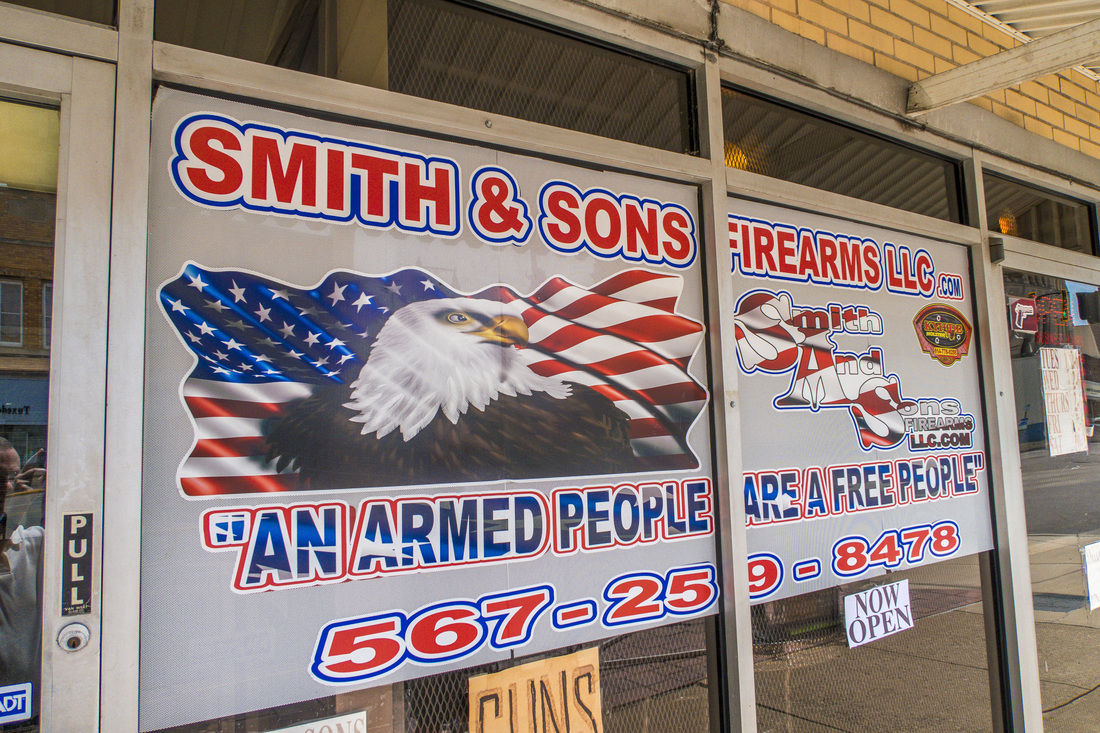 SMITH & SONS
FIREARMS LLC.COM
Smith
And
Sons
FIREARMS
LLC.COM
"AN ARMED PEOPLE
ARE A FREE PEOPLE"
567-259-8478
NOW
OPEN
GUNS
PULL
ADT